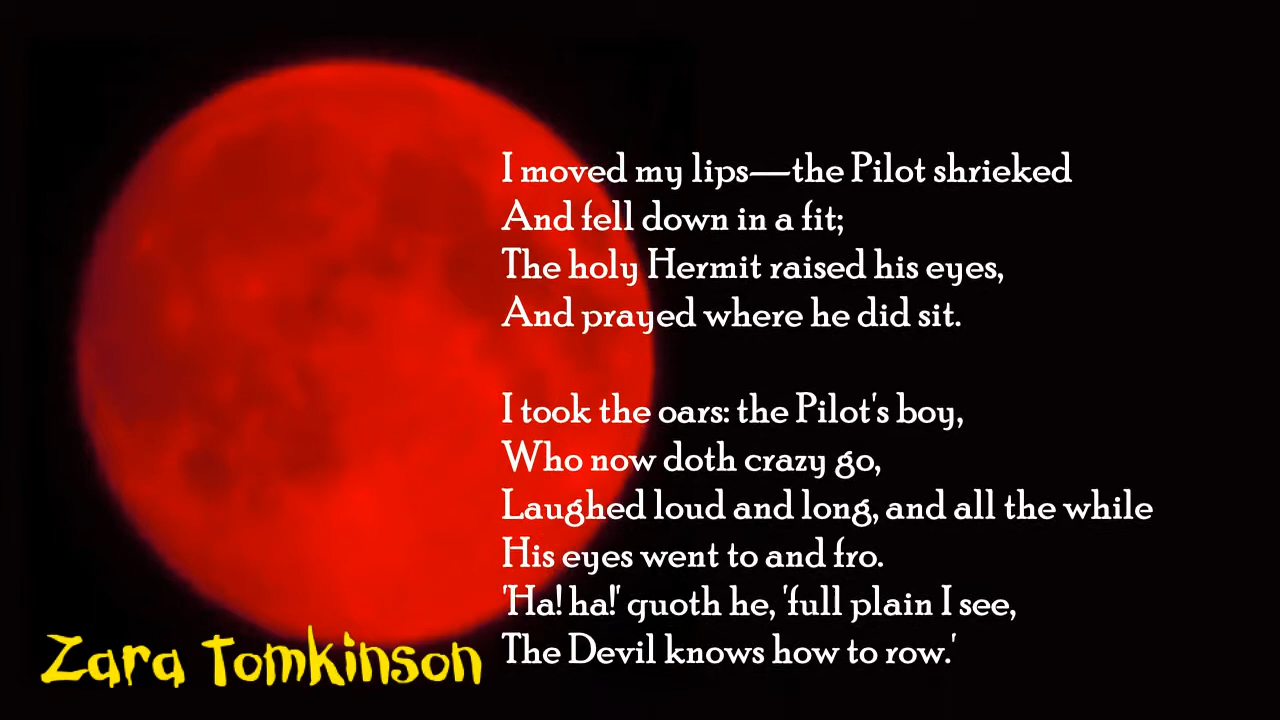 I moved my lips—the Pilot shrieked
And fell down in a fit;
The holy Hermit raised his eyes,
And prayed where he did sit.
I took the oars: the Pilot's boy,
Who now doth crazy go,
Laughed loud and long, and all the while
His eyes went to and fro.
'Ha! ha!' quoth he, 'full plain I see,
The Devil knows how to row.'
Zara Tomkinson